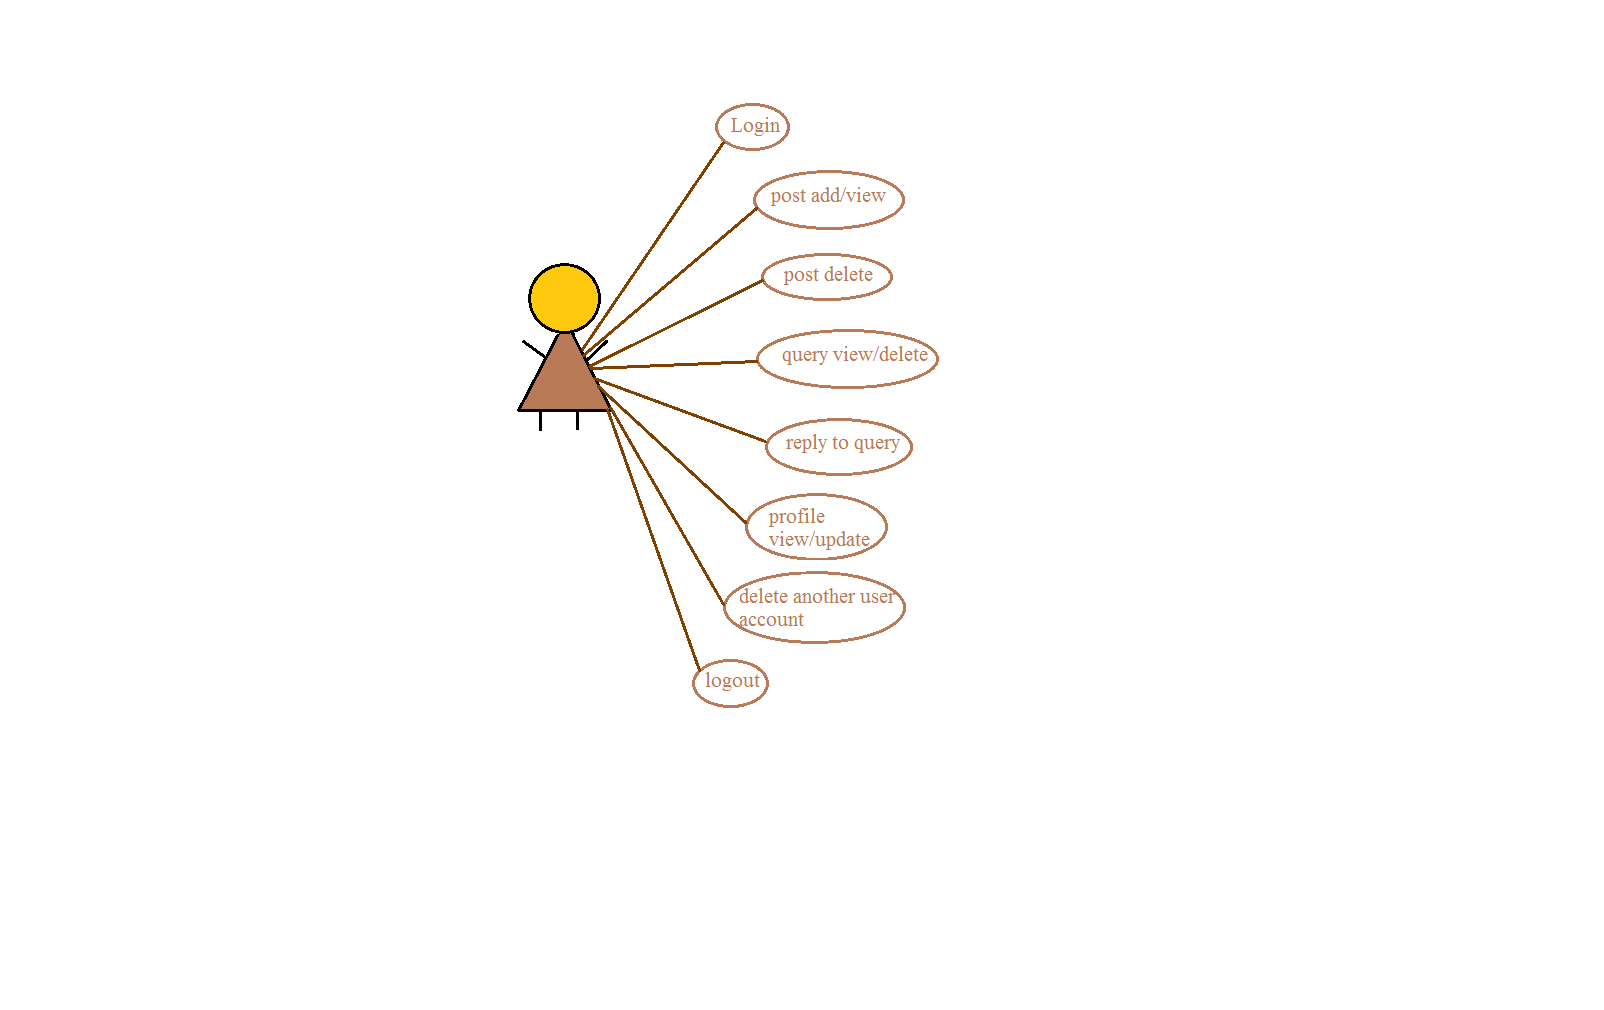 Login
post add/view
post delete
query view/delete
reply to query
profile
view/update
delete another user
account
logout